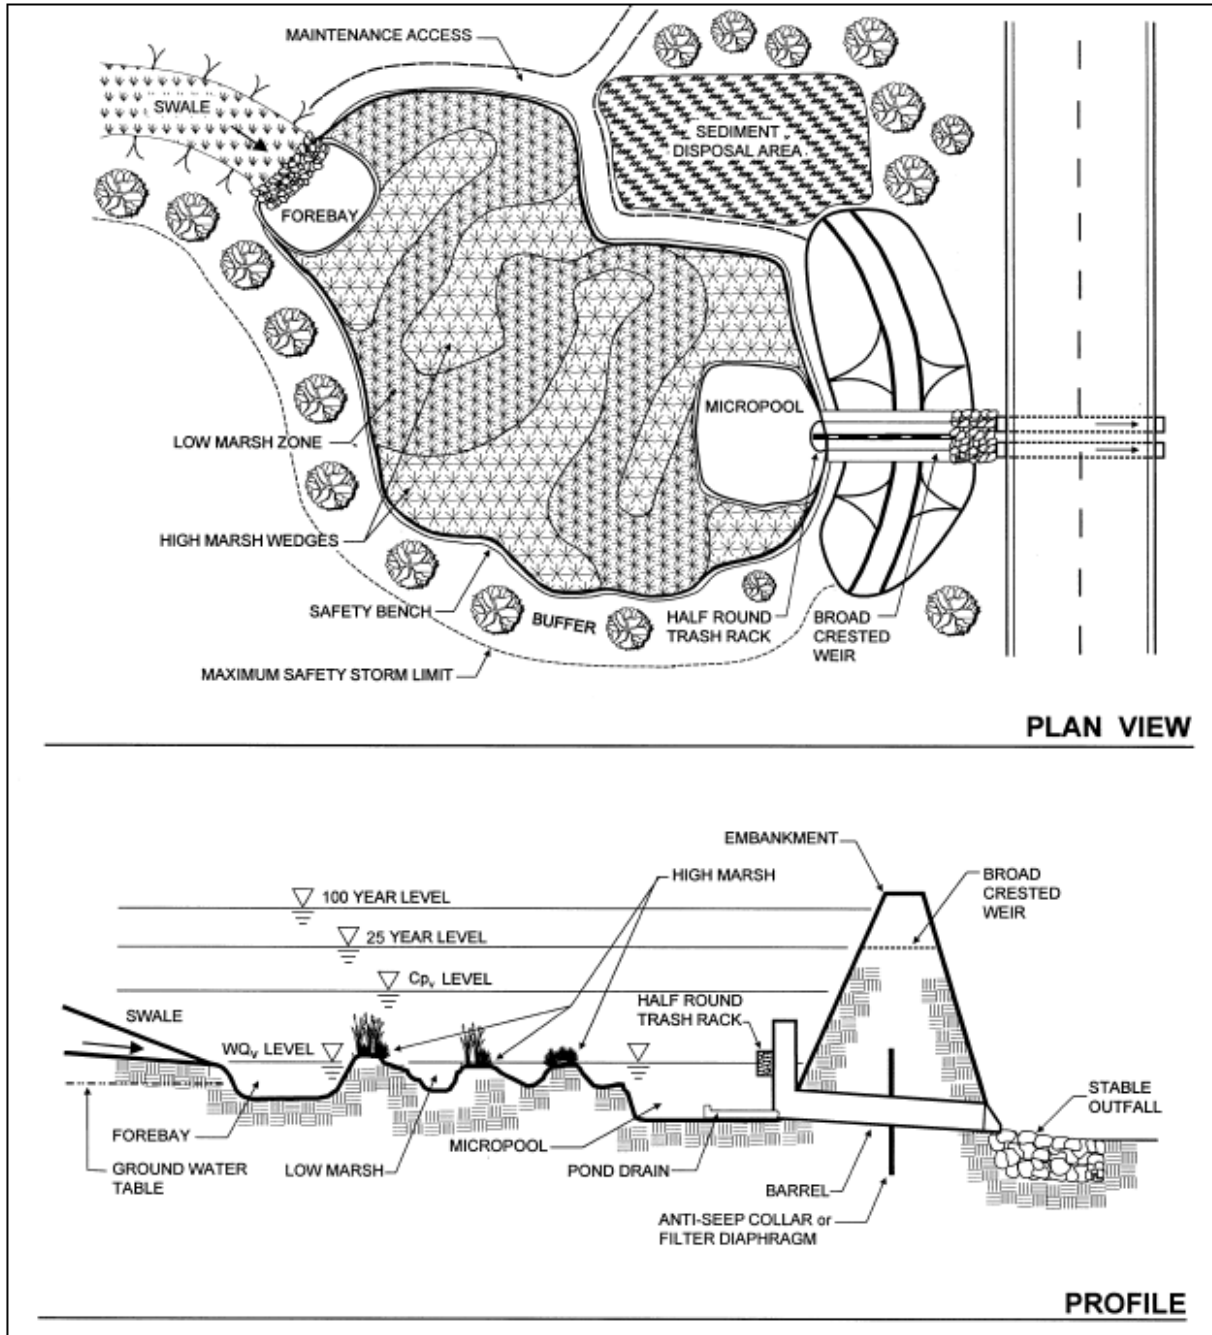 MAINTENANCE ACCESS
SWALE
SEDIMENT
DISPOSAL AREA
FOREBAY
MICROPOOL
LOW MARSH ZONE
HIGH MARSH WEDGES
SAFETY BENCH
BUFFER
HALF ROUND
TRASH RACK
BROAD
CRESTED
WEIR
MAXIMUM SAFETY STORM LIMIT
PLAN VIEW
EMBANKMENT
HIGH MARSH
BROAD
CRESTED
WEIR
100 YEAR LEVEL
25 YEAR LEVEL
Cpv LEVEL
HALF ROUND
TRASH RACK
SWALE
WQv LEVEL
STABLE
OUTFALL
FOREBAY
MICROPOOL
GROUND WATER
TABLE
LOW MARSH
POND DRAIN
BARREL
ANTI-SEEP COLLAR or
FILTER DIAPHRAGM
PROFILE